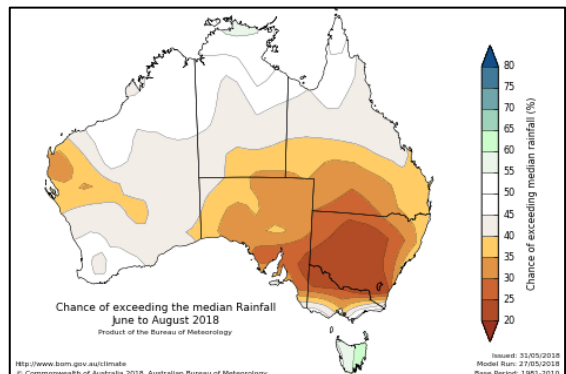 80
75
70
65
60
55
50
45
40
35
30
25
20
Chance of exceeding median rainfall (%)
Chance of exceeding the median Rainfall
June to August 2018
Product of the Bureau of Meteorology
http://www.bom.gov.au/climate
© Commonwealth of Australia 2018, Australian Bureau of Meteorology
Issued: 31/05/2018
Model Run: 27/05/2018
Base Period: 1981-2010